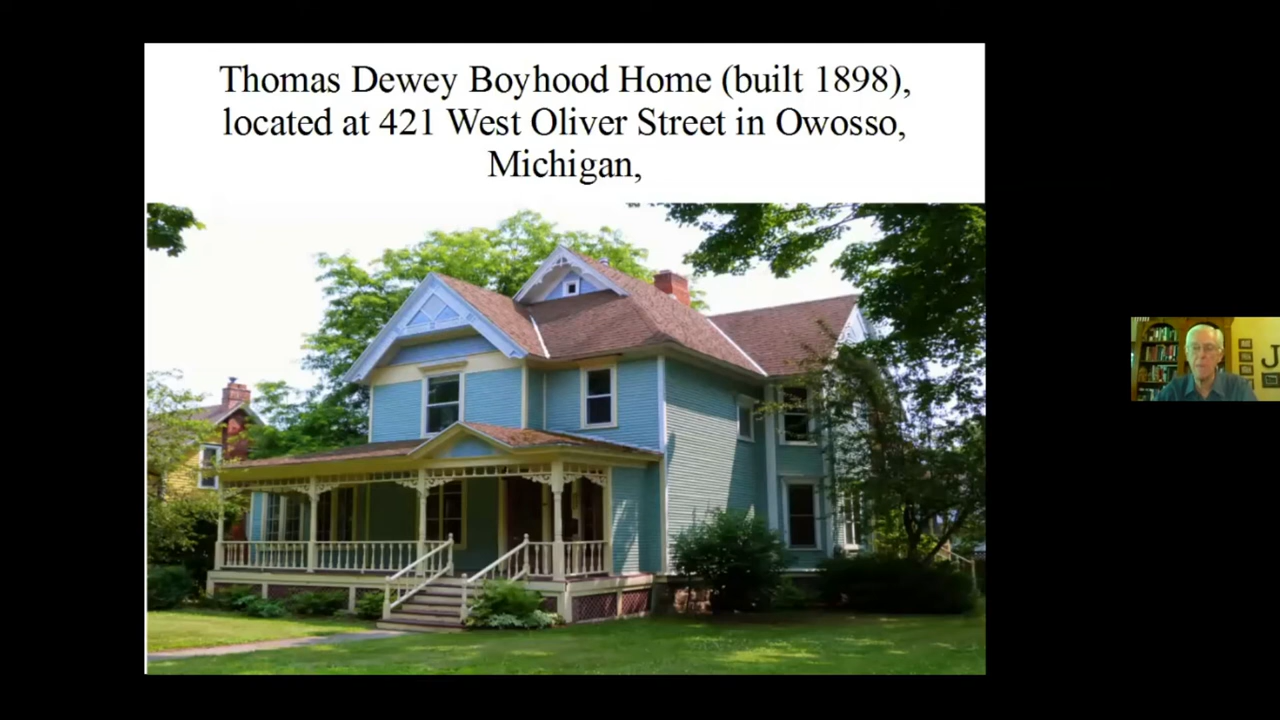 Thomas Dewey Boyhood Home (built 1898),
located at 421 West Oliver Street in Owosso,
Michigan,
J